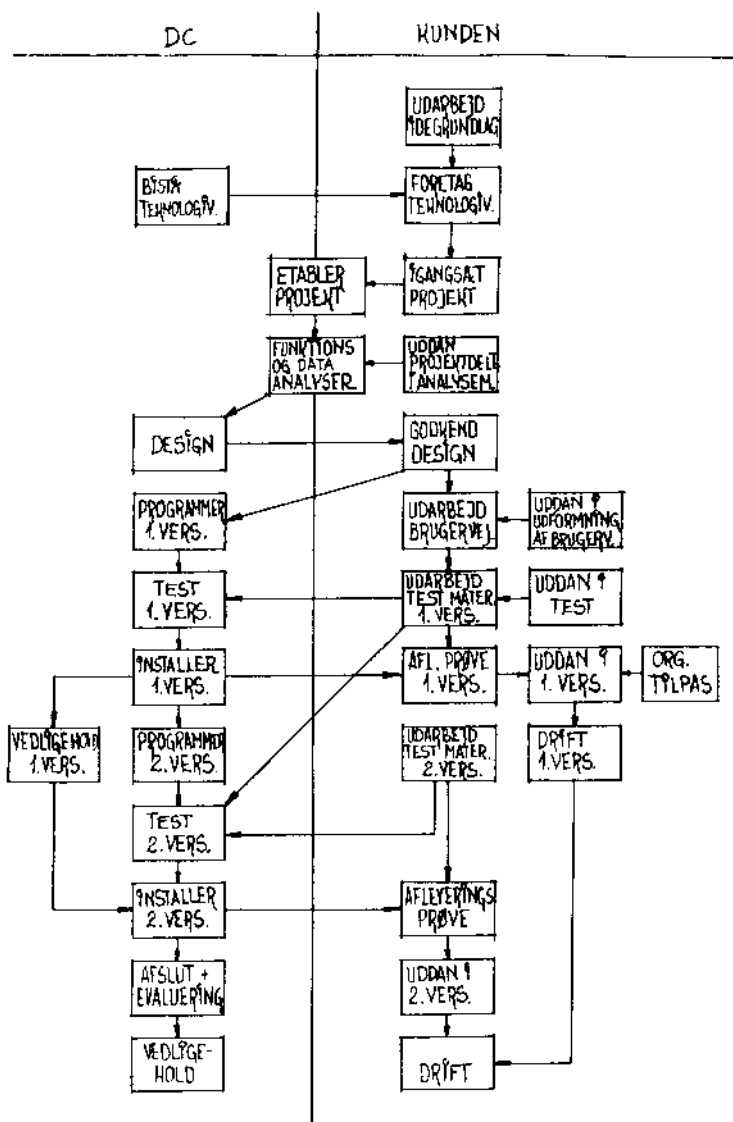 DC
KUNDEN
UDARBEJD
IDEGRUNDLAG
BISTÅ
TEHNOLOGIV.
FORETAG
TEHNOLOGIV.
ETABLER
PROJEKT
IGANGSÆT
PROJEKT
FUNKTIONS
OG DATA
ANALYSER
UDDAN
PROJEKTDELT.
I ANALYSEM.
DESIGN
GODKEND
DESIGN
PROGRAMMER
1. VERS.
UDARBEJD
BRUGERVEJ.
UDDAN I
UDFORMNING
AF BRUGERV.
TEST
1. VERS.
UDARBEJD
TEST MATER.
1. VERS.
UDDAN I
TEST
INSTALLER
1. VERS.
AFL. PRØVE
1. VERS.
UDDAN I
1. VERS.
ORG.
TILPAS
VEDLIGEHOLD
1. VERS.
PROGRAMMER
2. VERS.
UDARBEJD
TEST MATER.
2. VERS.
DRIFT
1. VERS.
TEST
2. VERS.
INSTALLER
2. VERS.
AFLEVERINGS
PRØVE
AFSLUT +
EVALUERING
UDDAN I
2. VERS.
VEDLIGE-
HOLD
DRIFT